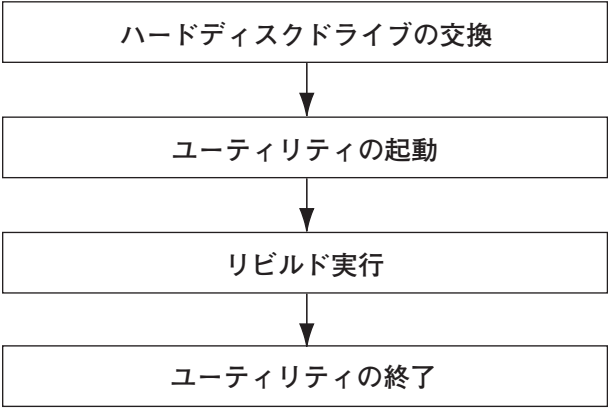 ハードディスクドライブの交換
ユーティリティの起動
リビルド実行
ユーティリティの終了